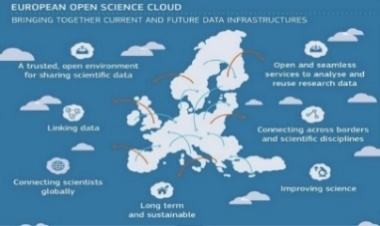 EUROPEAN OPEN SCIENCE CLOUD
BRINGING TOGETHER CURRENT AND FUTURE DATA INFRASTRUCTURES
A trusted, open environment
for sharing scientific data
Open and seamless
services to analyse and
reuse research data
Linking data
Connecting across borders
and scientific disciplines
Connecting scientists
globally
Improving science
Long term
and sustainable